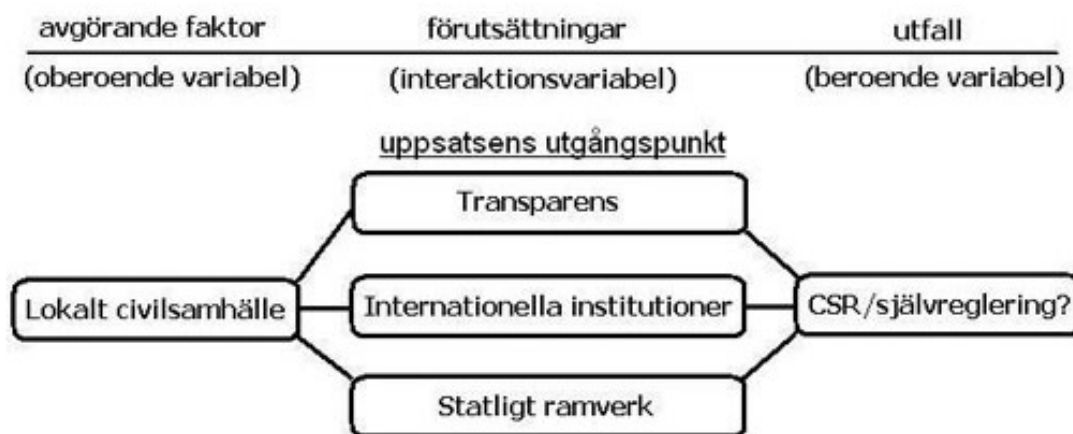 avgörande faktor förutsättningar utfall
(oberoende variabel) (interaktionsvariabel) (beroende variabel)
uppsatsens utgångspunkt
Transparens
Lokalt civilsamhälle Internationella institutioner CSR/självreglering?
Statligt ramverk